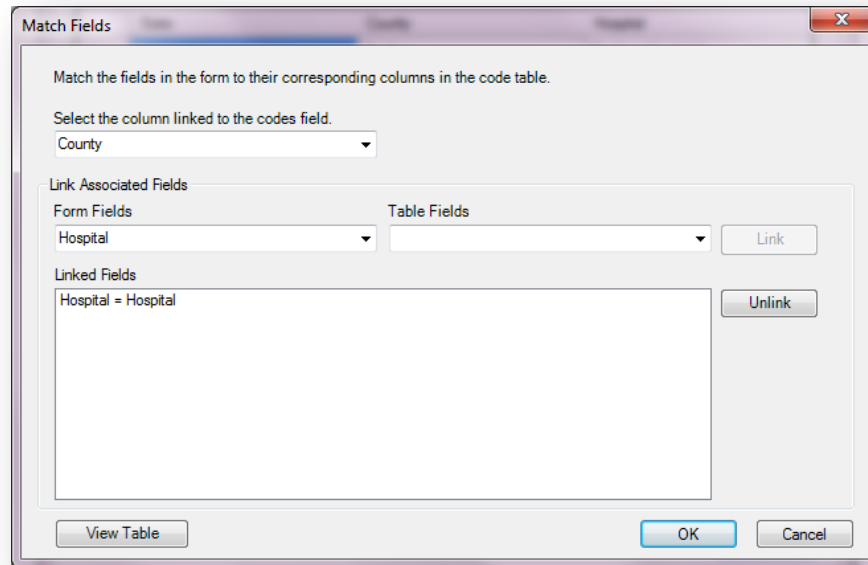 Match Fields
Match the fields in the form to their corresponding columns in the code table.
Select the column linked to the codes field.
County
Link Associated Fields
Form Fields Table Fields
Hospital Link
Linked Fields
Hospital = Hospital Unlink
View Table OK Cancel